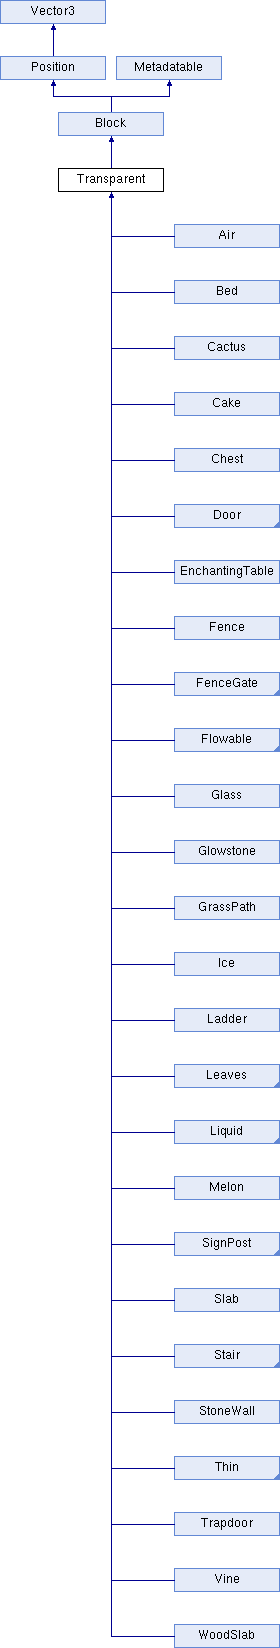 Vector3
Position
Metadatable
Block
Transparent
Air
Bed
Cactus
Cake
Chest
Door
EnchantingTable
Fence
FenceGate
Flowable
Glass
Glowstone
GrassPath
Ice
Ladder
Leaves
Liquid
Melon
SignPost
Slab
Stair
StoneWall
Thin
Trapdoor
Vine
WoodSlab